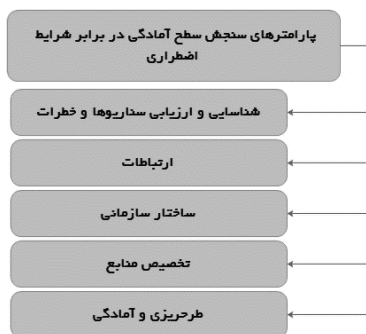 پارامترهای سنجش سطح آمادگی در برابر شرایط
اضطراری
شناسایی و ارزیابی سناریوها و خطرات
ارتباطات
ساختار سازمانی
تخصیص منابع
طرحریزی و آمادگی